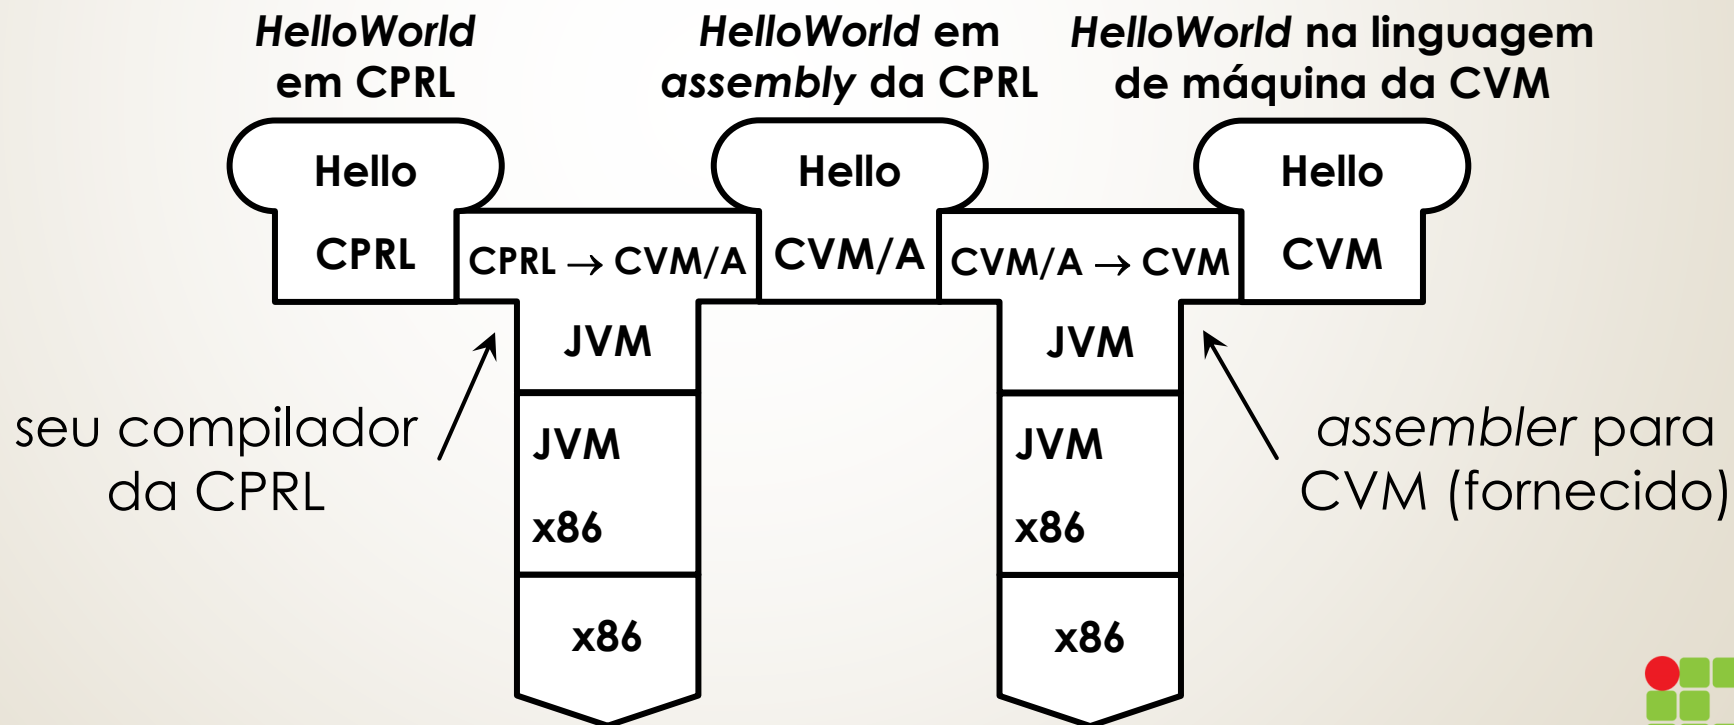 HelloWorld
em CPRL
HelloWorld em
assembly da CPRL
HelloWorld na linguagem
de máquina da CVM
Hello
CPRL
CPRL → CVM/A
JVM
JVM
x86
x86
Hello
CVM/A
CVM/A → CVM
JVM
JVM
x86
x86
Hello
CVM
seu compilador
da CPRL
assembler para
CVM (fornecido)